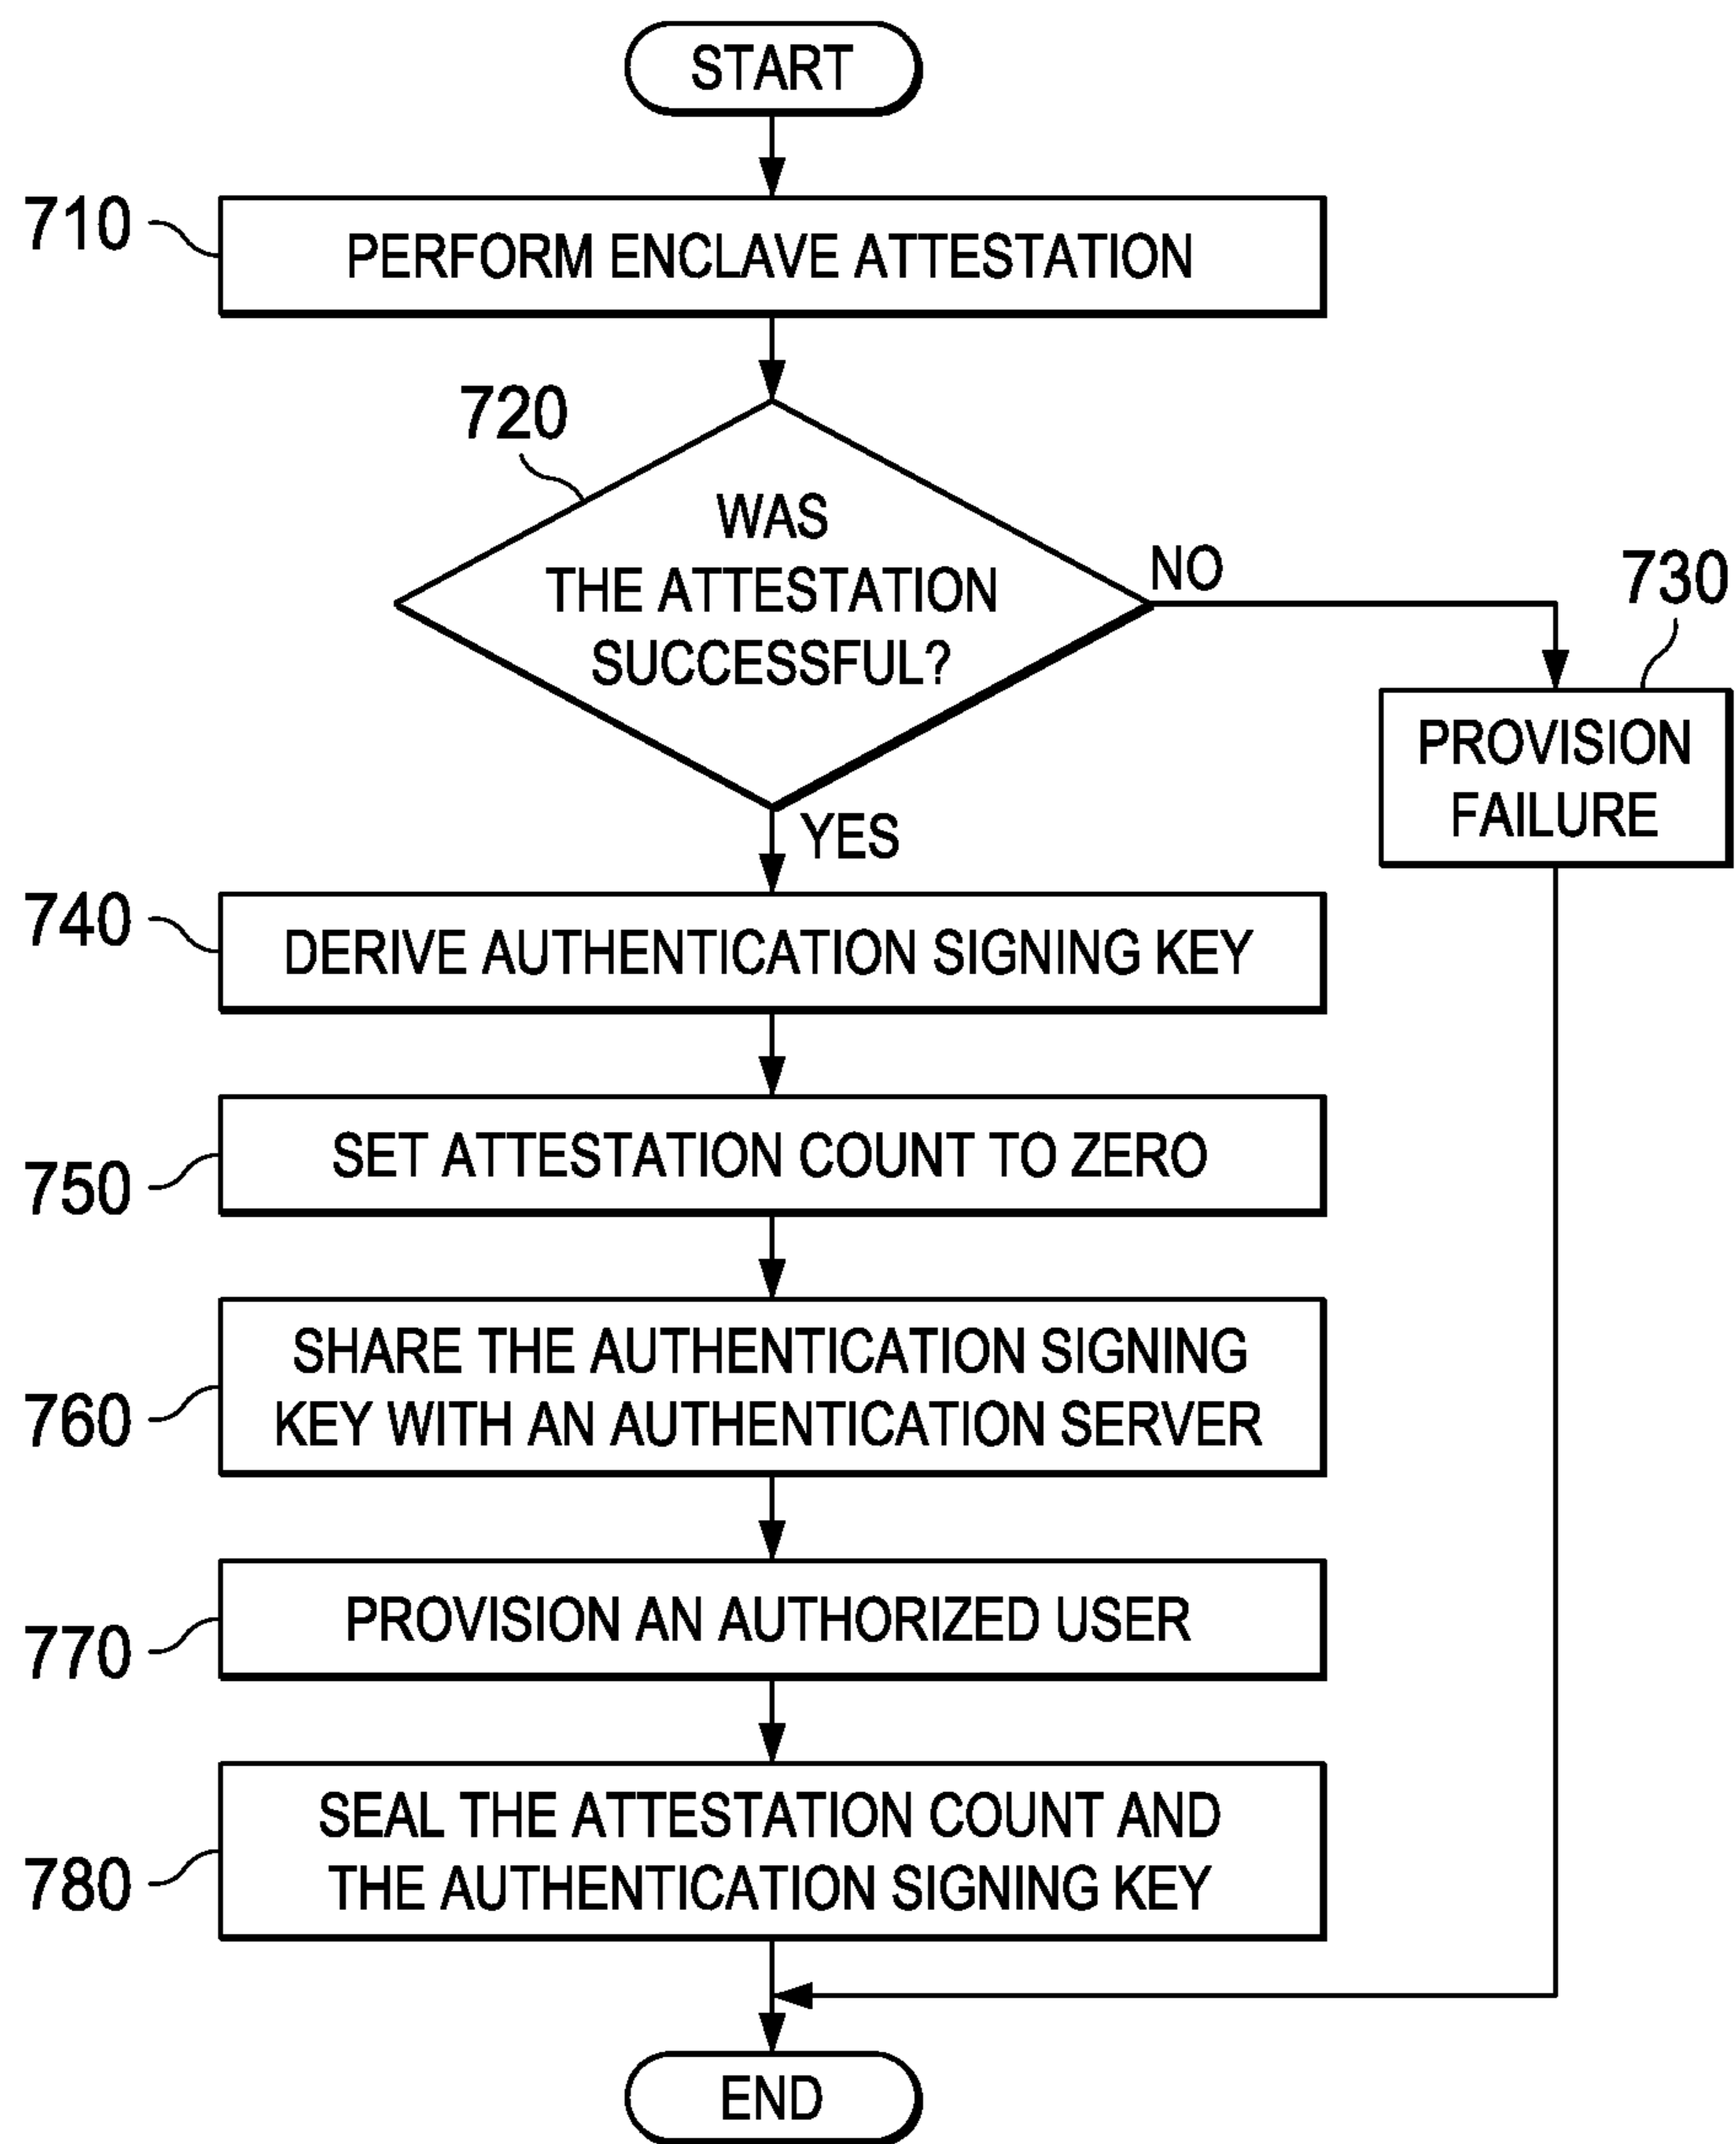 START
710
PERFORM ENCLAVE ATTESTATION
720
WAS
THE ATTESTATION
SUCCESSFUL?
NO
730
PROVISION
FAILURE
YES
740
DERIVE AUTHENTICATION SIGNING KEY
750
SET ATTESTATION COUNT TO ZERO
760
SHARE THE AUTHENTICATION SIGNING
KEY WITH AN AUTHENTICATION SERVER
770
PROVISION AN AUTHORIZED USER
780
SEAL THE ATTESTATION COUNT AND
THE AUTHENTICATION SIGNING KEY
END